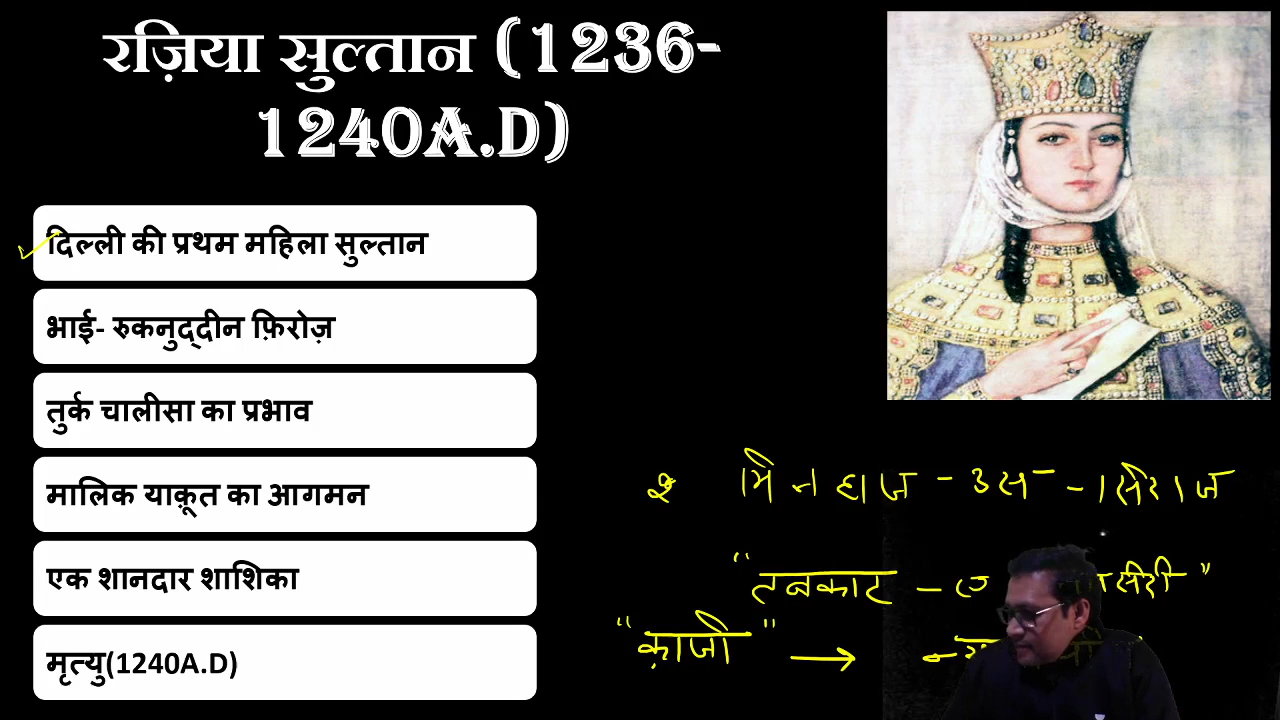 रज़िया सुल्तान (1236-
1240A.D)
दिल्ली की प्रथम महिला सुल्तान
भाई- रुकनुद्दीन फ़िरोज़
तुर्क चालीसा का प्रभाव
मालिक याक़ूत का आगमन
एक शानदार शाशिका
मृत्यु(1240A.D)
मिनहाज - उस - सिराज
"तबकात -
"क़ाजी" →